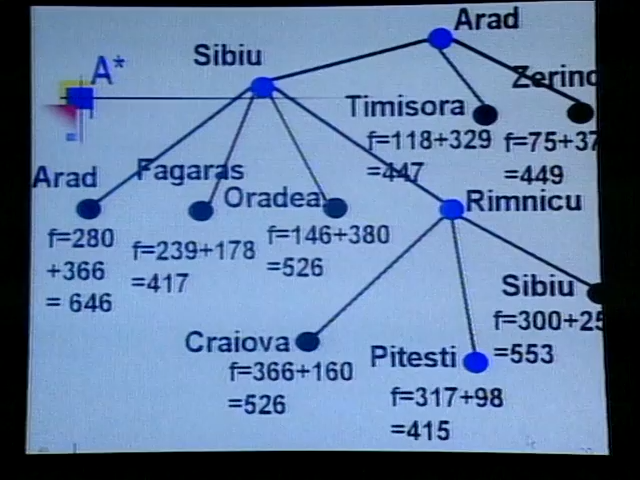 Arad
Sibiu
A*
Zerind
Timisora
f=118+329
=447
f=75+37
=449
Arad
Fagaras
Oradea
Rimnicu
f=280
+366
= 646
f=239+178
=417
f=146+380
=526
Sibiu
f=300+25
=553
Craiova
f=366+160
=526
Pitesti
f=317+98
=415